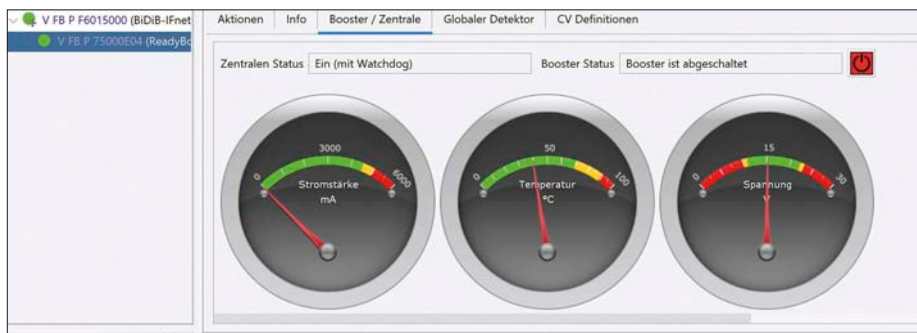 V FB P F6015000 (BiDiB-IFnet
V FB P 75000E04 (ReadyBo
Aktionen Info Booster / Zentrale Globaler Detektor CV Definitionen
Zentralen Status Ein (mit Watchdog) Booster Status Booster ist abgeschaltet
0 3000 6000
Stromstärke
mA
0 50 100
Temperatur
°C
0 15 30
Spannung
V